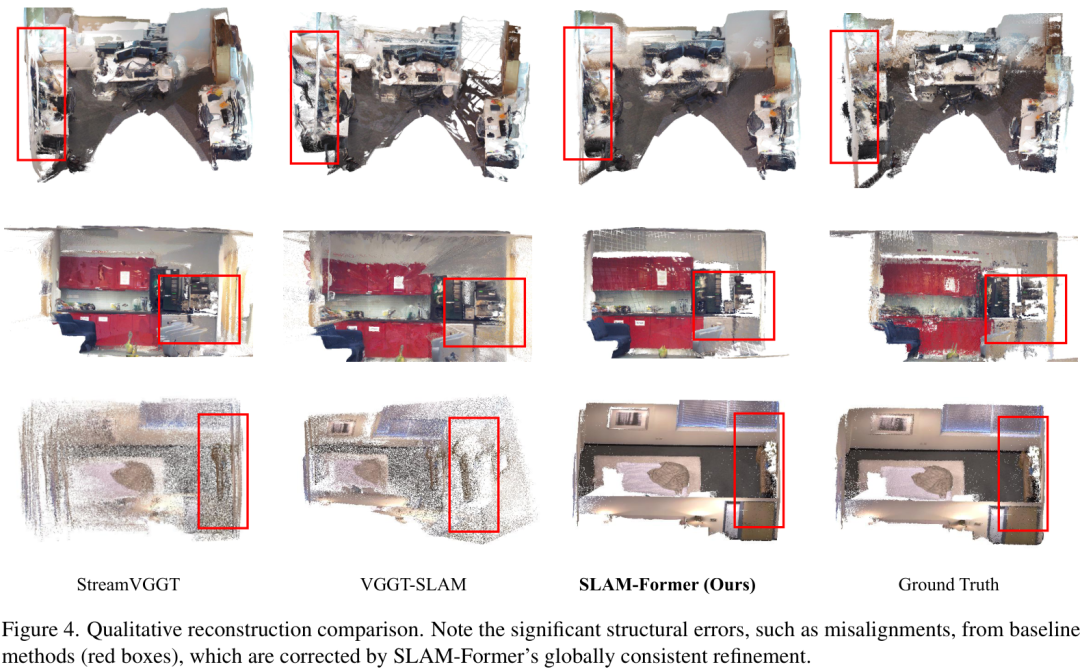 StreamVGGT
VGGT-SLAM
SLAM-Former (Ours)
Ground Truth
Figure 4. Qualitative reconstruction comparison. Note the significant structural errors, such as misalignments, from baseline
methods (red boxes), which are corrected by SLAM-Former's globally consistent refinement.